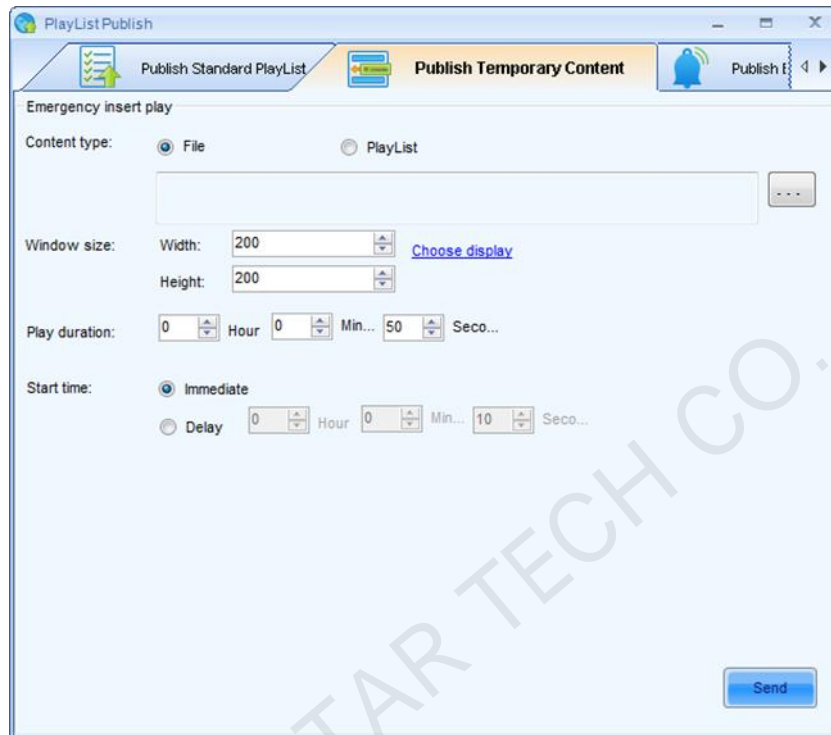 PlayList Publish
Publish Standard PlayList
Publish Temporary Content
Publish E
Emergency insert play
Content type:
File
PlayList
...
Window size:
Width:
200
Choose display
Height:
200
Play duration:
0 Hour 0 Min... 50 Seco...
Start time:
Immediate
Delay 0 Hour 0 Min... 10 Seco...
Send
TAR TECH CO.